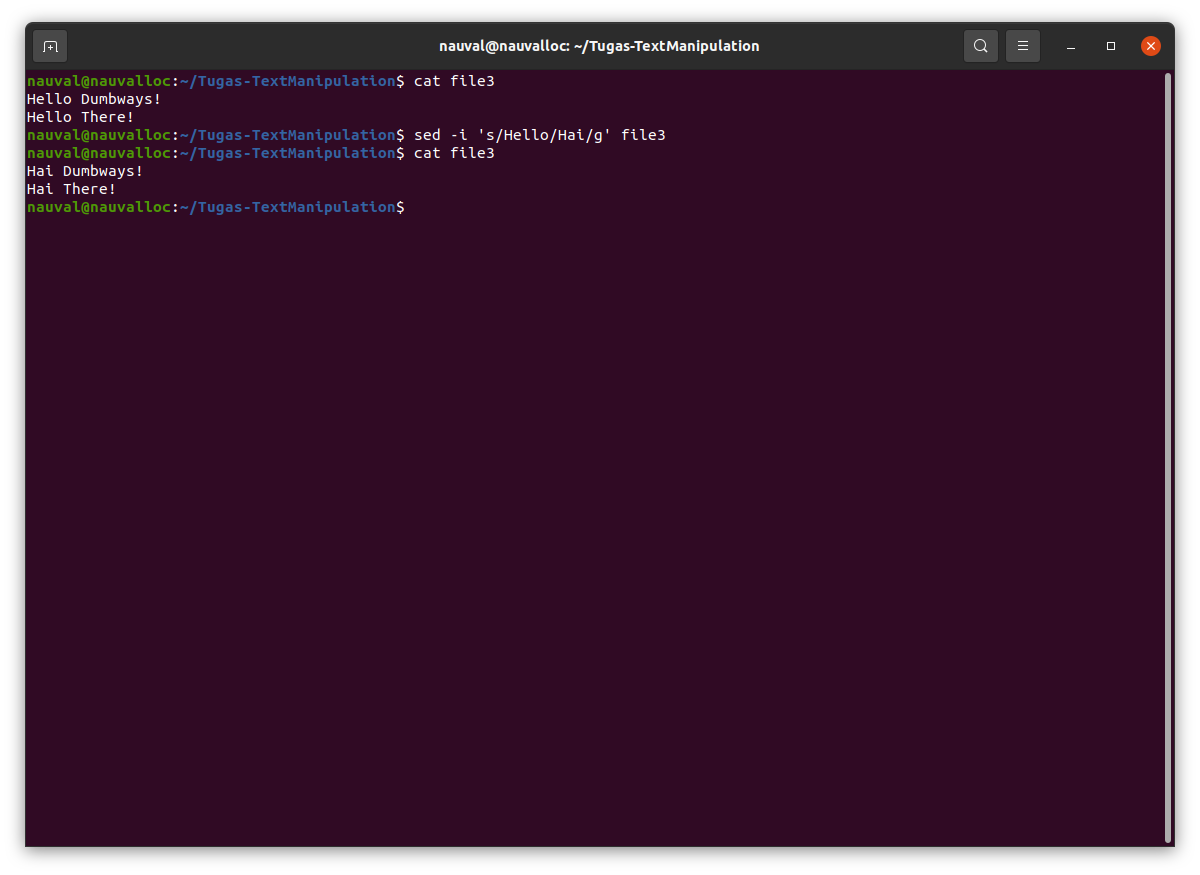 nauval@nauvalloc: ~/Tugas-TextManipulation
nauval@nauvalloc:~/Tugas-TextManipulation$ cat file3
Hello Dumbways!
Hello There!
nauval@nauvalloc:~/Tugas-TextManipulation$ sed -i 's/Hello/Hai/g' file3
nauval@nauvalloc:~/Tugas-TextManipulation$ cat file3
Hai Dumbways!
Hai There!
nauval@nauvalloc:~/Tugas-TextManipulation$